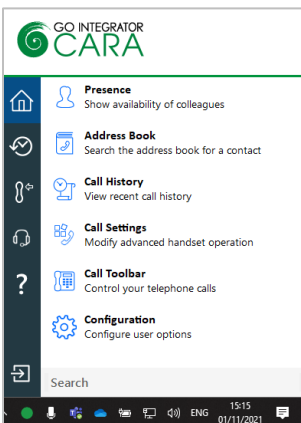 GO INTEGRATOR
CARA
Presence
Show availability of colleagues
Address Book
Search the address book for a contact
Call History
View recent call history
Call Settings
Modify advanced handset operation
Call Toolbar
Control your telephone calls
?
Configuration
Configure user options
Search
ENG
15:15
01/11/2021